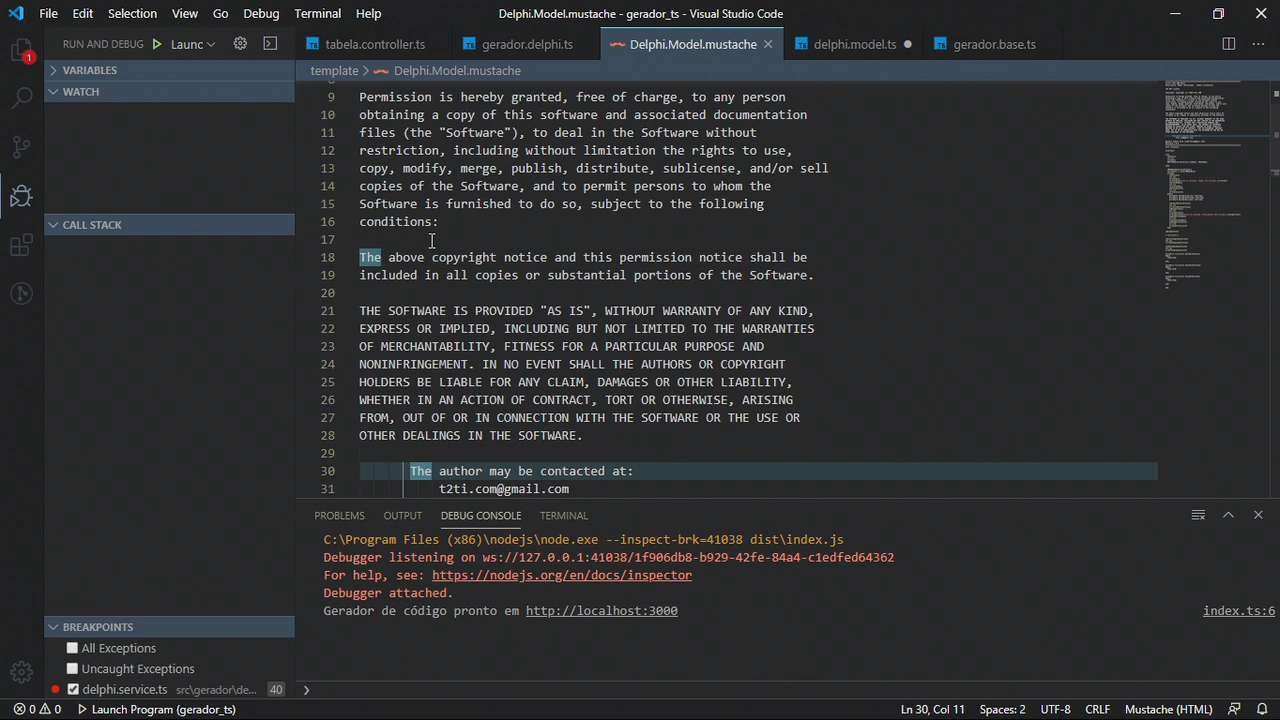 File Edit Selection View Go Debug Terminal Help
Delphi.Model.mustache - gerador_ts - Visual Studio Code
1
RUN AND DEBUG
Launc
tabela.controller.ts
gerador.delphi.ts
Delphi.Model.mustache
delphi.model.ts
gerador.base.ts
VARIABLES
WATCH
CALL STACK
template > Delphi.Model.mustache
9 Permission is hereby granted, free of charge, to any person
10 obtaining a copy of this software and associated documentation
11 files (the "Software"), to deal in the Software without
12 restriction, including without limitation the rights to use,
13 copy, modify, merge, publish, distribute, sublicense, and/or sell
14 copies of the Software, and to permit persons to whom the
15 Software is furnished to do so, subject to the following
16 conditions:
17
18 The above copyright notice and this permission notice shall be
19 included in all copies or substantial portions of the Software.
20
21 THE SOFTWARE IS PROVIDED "AS IS", WITHOUT WARRANTY OF ANY KIND,
22 EXPRESS OR IMPLIED, INCLUDING BUT NOT LIMITED TO THE WARRANTIES
23 OF MERCHANTABILITY, FITNESS FOR A PARTICULAR PURPOSE AND
24 NONINFRINGEMENT. IN NO EVENT SHALL THE AUTHORS OR COPYRIGHT
25 HOLDERS BE LIABLE FOR ANY CLAIM, DAMAGES OR OTHER LIABILITY,
26 WHETHER IN AN ACTION OF CONTRACT, TORT OR OTHERWISE, ARISING
27 FROM, OUT OF OR IN CONNECTION WITH THE SOFTWARE OR THE USE OR
28 OTHER DEALINGS IN THE SOFTWARE.
29
30 The author may be contacted at:
31 t2ti.com@gmail.com
PROBLEMS OUTPUT DEBUG CONSOLE TERMINAL
C:\Program Files (x86)\nodejs\node.exe --inspect-brk=41038 dist\index.js
Debugger listening on ws://127.0.0.1:41038/1f906db8-b929-42fe-84a4-c1edfed64362
For help, see: https://nodejs.org/en/docs/inspector
Debugger attached.
Gerador de código pronto em http://localhost:3000 index.ts:6
BREAKPOINTS
All Exceptions
Uncaught Exceptions
delphi.service.ts src\gerador\de... 40
0 0 Launch Program (gerador_ts)
Ln 30, Col 11 Spaces: 2 UTF-8 CRLF Mustache (HTML)